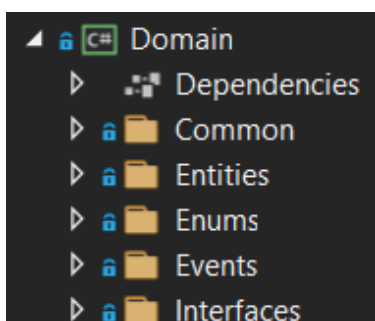 C# Domain
Dependencies
Common
Entities
Enums
Events
Interfaces